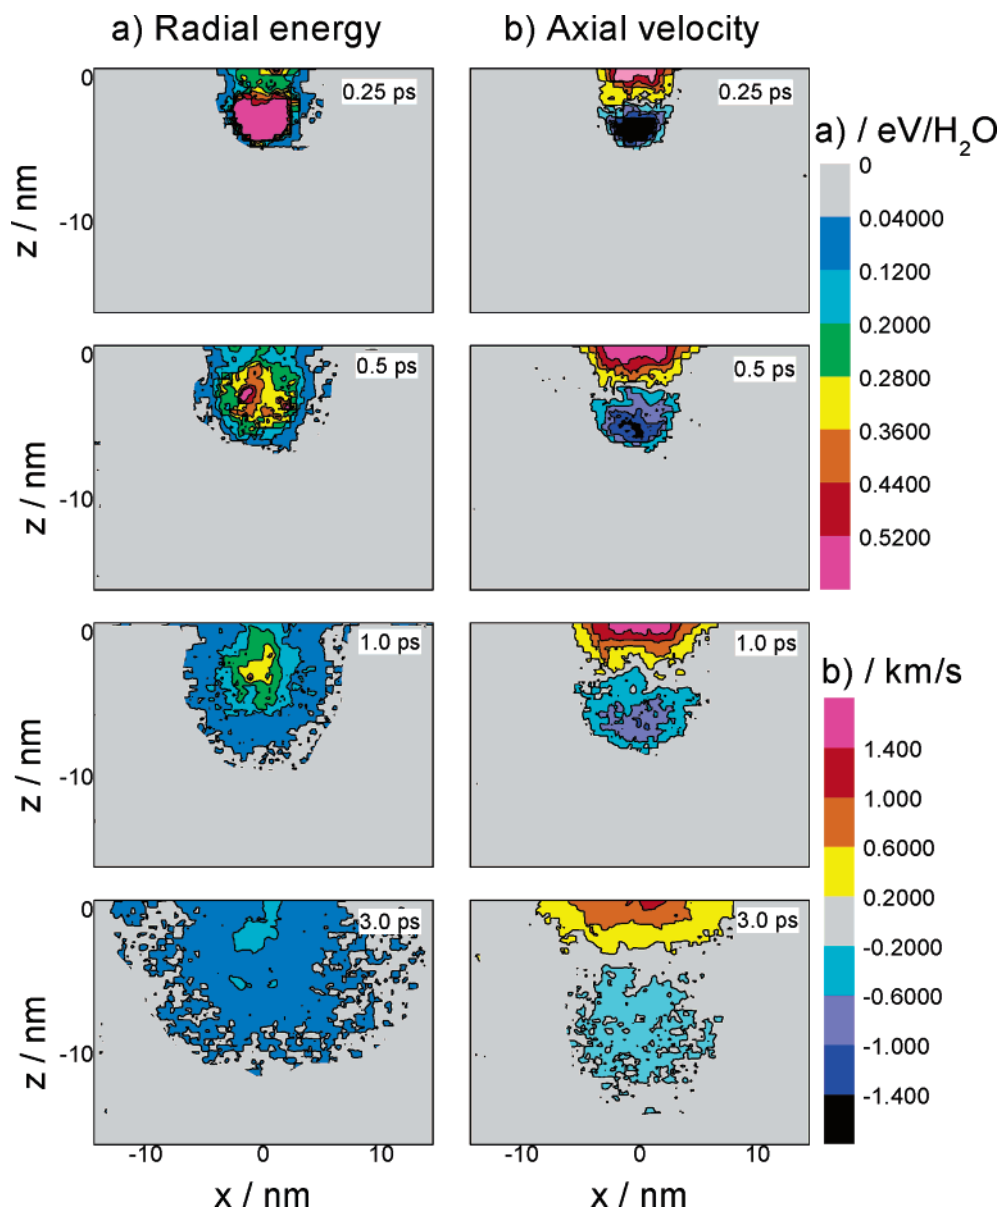 a) Radial energy
b) Axial velocity
0
0.25 ps
0.25 ps
z / nm
-10
0
0.5 ps
0.5 ps
z / nm
-10
0
1.0 ps
1.0 ps
z / nm
-10
0
3.0 ps
3.0 ps
z / nm
-10
-10
0
10
-10
0
10
x / nm
x / nm
a) / eV/H₂O
0
0.04000
0.1200
0.2000
0.2800
0.3600
0.4400
0.5200
b) / km/s
1.400
1.000
0.6000
0.2000
-0.2000
-0.6000
-1.000
-1.400